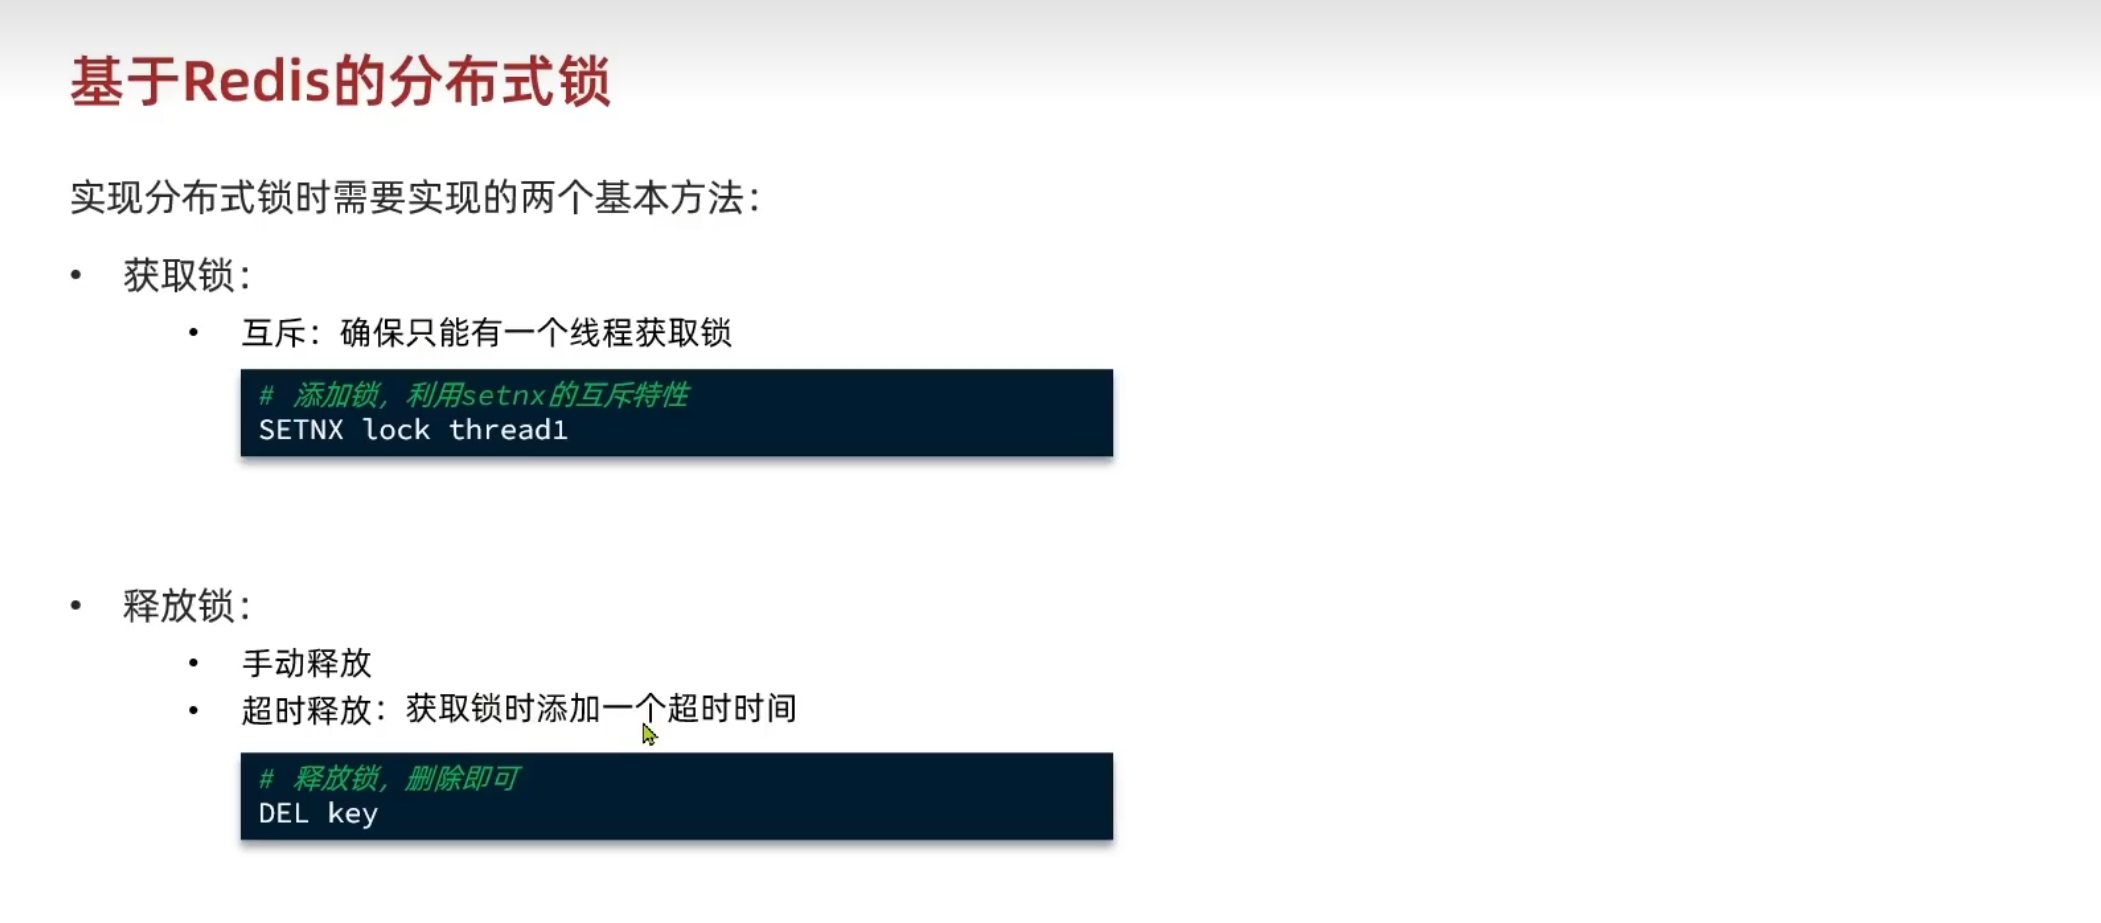 基于Redis的分布式锁
实现分布式锁时需要实现的两个基本方法：
• 获取锁：
• 互斥：确保只能有一个线程获取锁
# 添加锁，利用setnx的互斥特性
SETNX lock thread1
• 释放锁：
• 手动释放
• 超时释放：获取锁时添加一个超时时间
# 释放锁，删除即可
DEL key